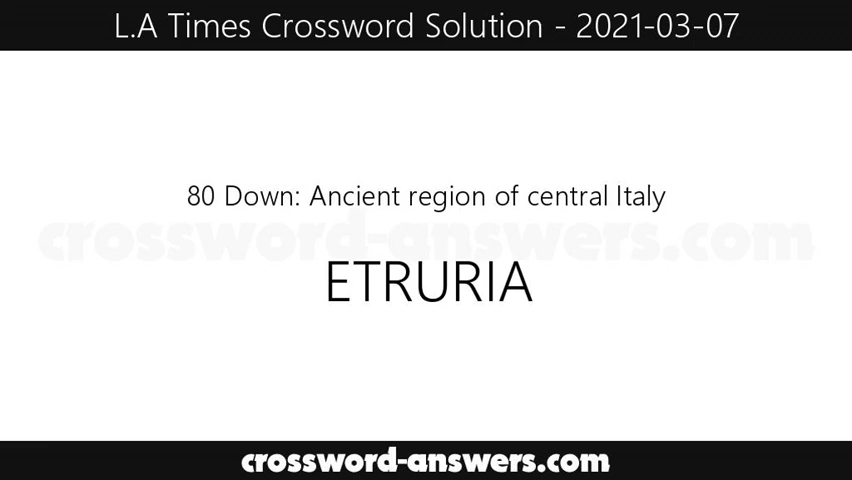 L.A Times Crossword Solution - 2021-03-07
80 Down: Ancient region of central Italy
crossword-answers.com
ETRURIA
crossword-answers.com